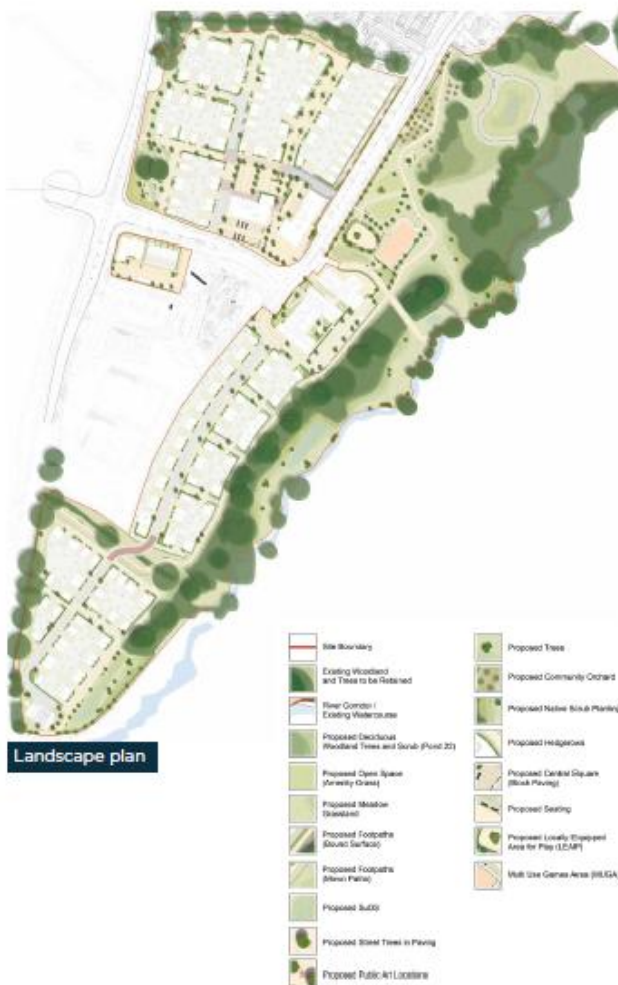 Landscape plan
Site Boundary
Existing Woodland
and Trees to be Retained
River Corridor /
Existing Watercourse
Proposed Deciduous
Woodland Trees and Scrub
Proposed Open Space
(Amenity Grass)
Proposed Meadow
Grassland
Proposed Footpaths
(Bound Surface)
Proposed Footpaths
(Mown Paths)
Proposed SuDS
Proposed Street Trees in Paving
Proposed Public Art Locations
Proposed Trees
Proposed Community Orchard
Proposed Native Scrub Planting
Proposed Hedgerows
Proposed Central Square
(Block Paving)
Proposed Seating
Proposed Locally Equipped
Area for Play (LEAP)
Multi Use Games Area (MUGA)